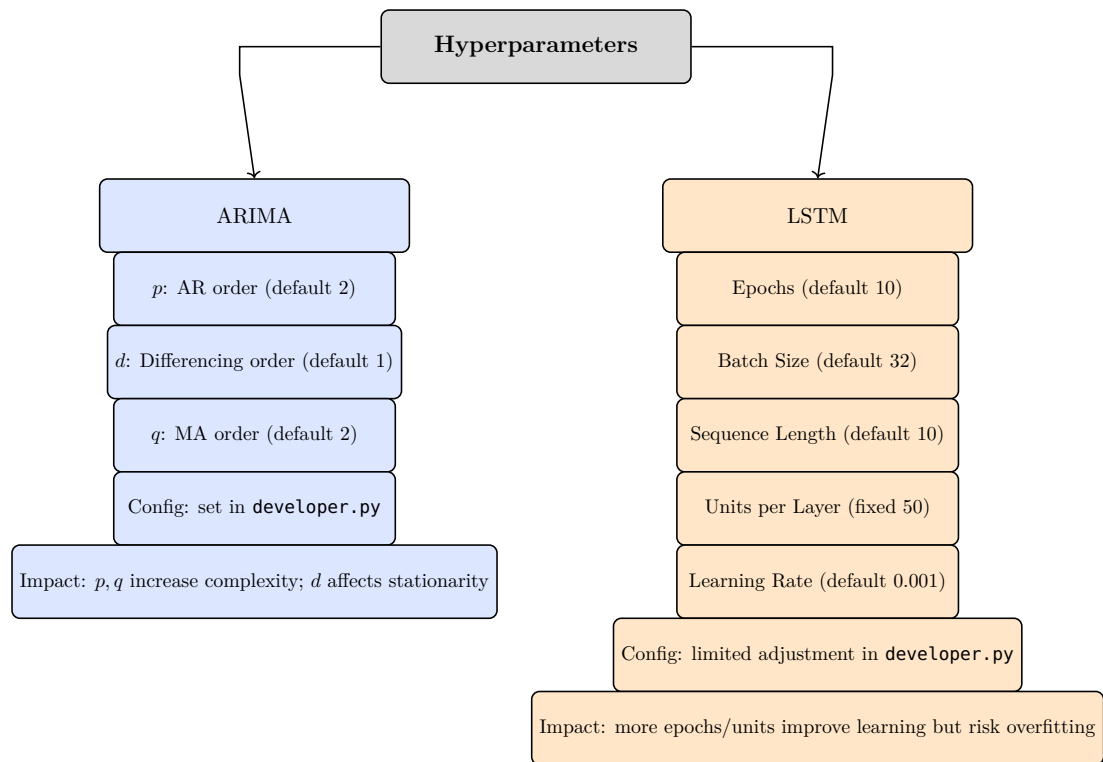 Hyperparameters
ARIMA
p: AR order (default 2)
d: Differencing order (default 1)
q: MA order (default 2)
Config: set in developer.py
Impact: p, q increase complexity; d affects stationarity
LSTM
Epochs (default 10)
Batch Size (default 32)
Sequence Length (default 10)
Units per Layer (fixed 50)
Learning Rate (default 0.001)
Config: limited adjustment in developer.py
Impact: more epochs/units improve learning but risk overfitting